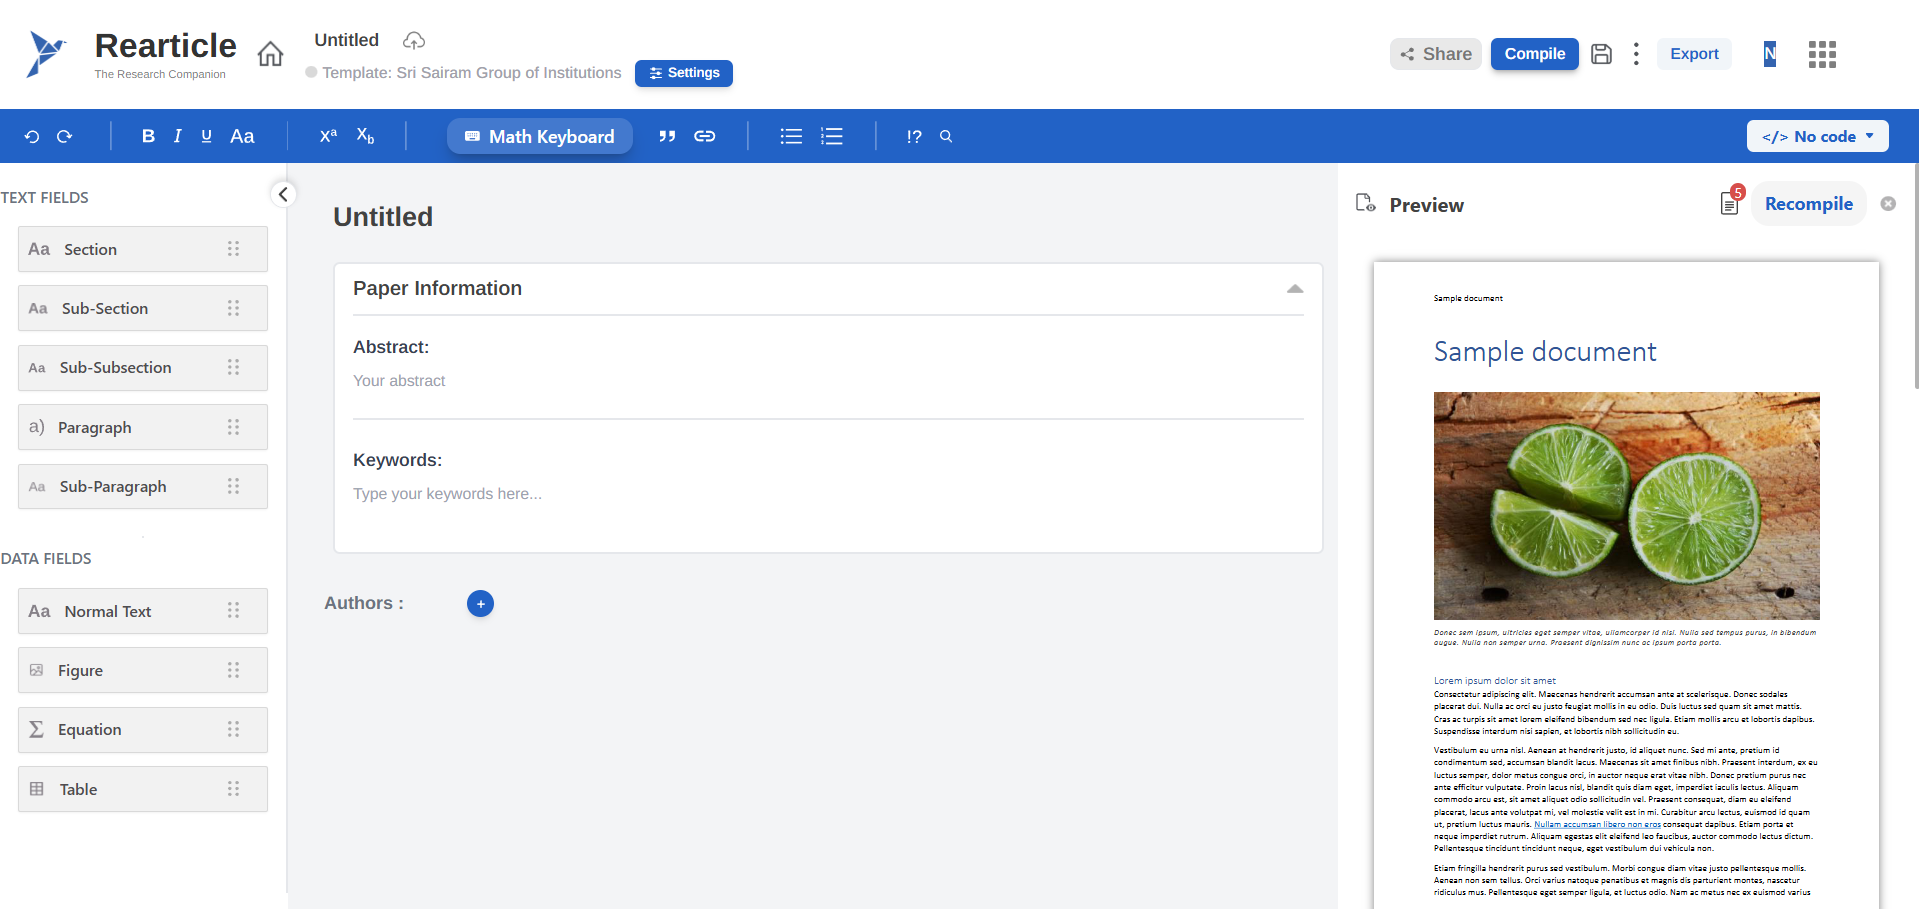 Rearticle
The Research Companion
Untitled
Template: Sri Sairam Group of Institutions
Settings
Share
Compile
Export
N
B I U Aa
Xa Xb
Math Keyboard
!?
</> No code
TEXT FIELDS
Aa Section
Aa Sub-Section
Aa Sub-Subsection
a) Paragraph
Aa Sub-Paragraph
DATA FIELDS
Aa Normal Text
Figure
Σ Equation
Table
Untitled
Paper Information
Abstract:
Your abstract
Keywords:
Type your keywords here...
Authors :
+
Preview
5
Recompile
Sample document
Sample document
Donec sem ipsum, ultricies eget semper vitae, ullamcorper id nisl. Nulla sed tempus purus, in bibendum
augue. Nulla non semper urna. Praesent dignissim nunc ac ipsum porta porta.
Lorem ipsum dolor sit amet
Consectetur adipiscing elit. Maecenas hendrerit accumsan ante at scelerisque. Donec sodales
placerat dui. Nulla ac orci eu justo feugiat mollis in eu odio. Duis luctus sed quam sit amet mattis.
Cras ac turpis sit amet lorem eleifend bibendum sed nec ligula. Etiam mollis arcu et lobortis dapibus.
Suspendisse interdum nisi sapien, et lobortis nibh sollicitudin eu.
Vestibulum eu urna nisl. Aenean at hendrerit justo, id aliquet nunc. Sed mi ante, pretium id
condimentum sed, accumsan blandit lacus. Maecenas sit amet finibus nibh. Praesent interdum, ex eu
luctus semper, dolor metus congue orci, in auctor neque erat vitae nibh. Donec pretium purus nec
ante efficitur vulputate. Proin lacus nisl, blandit quis diam eget, imperdiet iaculis lectus. Aliquam
commodo arcu est, sit amet aliquet odio sollicitudin vel. Praesent consequat, diam eu eleifend
placerat, lacus ante volutpat mi, vel molestie velit est in mi. Curabitur arcu lectus, euismod id quam
ut, pretium luctus mauris. Nullam accumsan libero non eros consequat dapibus. Etiam porta et
neque imperdiet rutrum. Aliquam egestas elit eleifend leo faucibus, auctor commodo lectus dictum.
Pellentesque tincidunt tincidunt neque, eget vestibulum dui vehicula non.
Etiam fringilla hendrerit purus sed vestibulum. Morbi congue diam vitae justo pellentesque mollis.
Aenean non sem tellus. Orci varius natoque penatibus et magnis dis parturient montes, nascetur
ridiculus mus. Pellentesque eget semper ligula, et luctus odio. Nam ac metus nec ex euismod varius